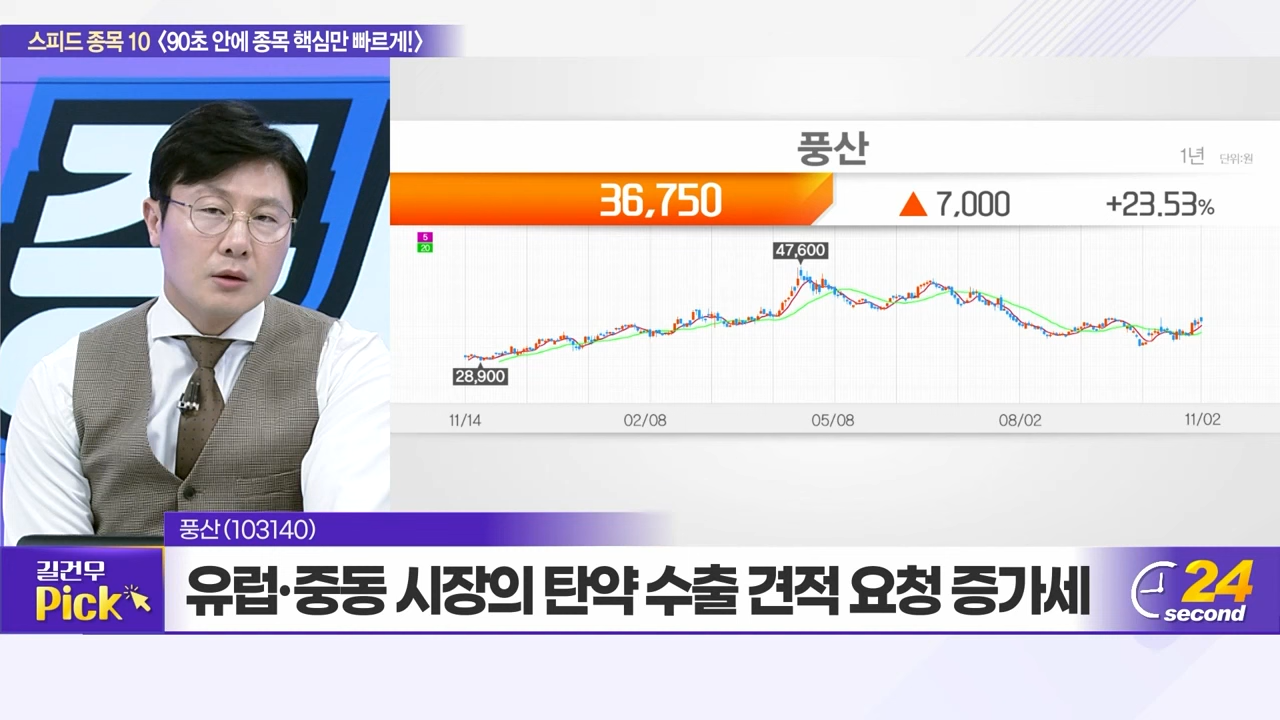 스피드 종목 10 〈90초 안에 종목 핵심만 빠르게!〉
풍산
1년 단위:원
36,750 ▲ 7,000 +23.53%
5
20
47,600
28,900
11/14 02/08 05/08 08/02 11/02
풍산(103140)
길건무
Pick
유럽·중동 시장의 탄약 수출 견적 요청 증가세
24
second